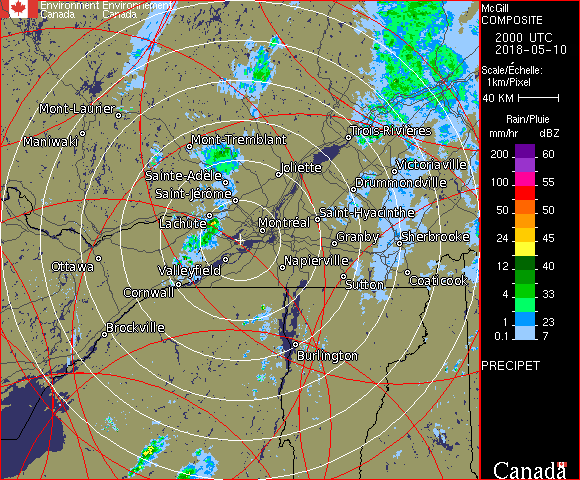 Environment Environnement
Canada Canada
Mont-Laurier
Maniwaki
Mont-Tremblant
Trois-Rivières
Sainte-Adèle
Joliette
Victoriaville
Saint-Jérôme
Drummondville
Lachute
Montréal
Saint-Hyacinthe
Granby
Sherbrooke
Ottawa
Valleyfield
Napierville
Cornwall
Sutton
Coaticook
Brockville
Burlington
McGill
COMPOSITE
2000 UTC
2018-05-10
Scale/Échelle:
1km/Pixel
40 KM
Rain/Pluie
mm/hr dBZ
200 60
100 55
50 50
24 45
12 40
4 33
1 23
0.1 7
PRECIPET
Canada